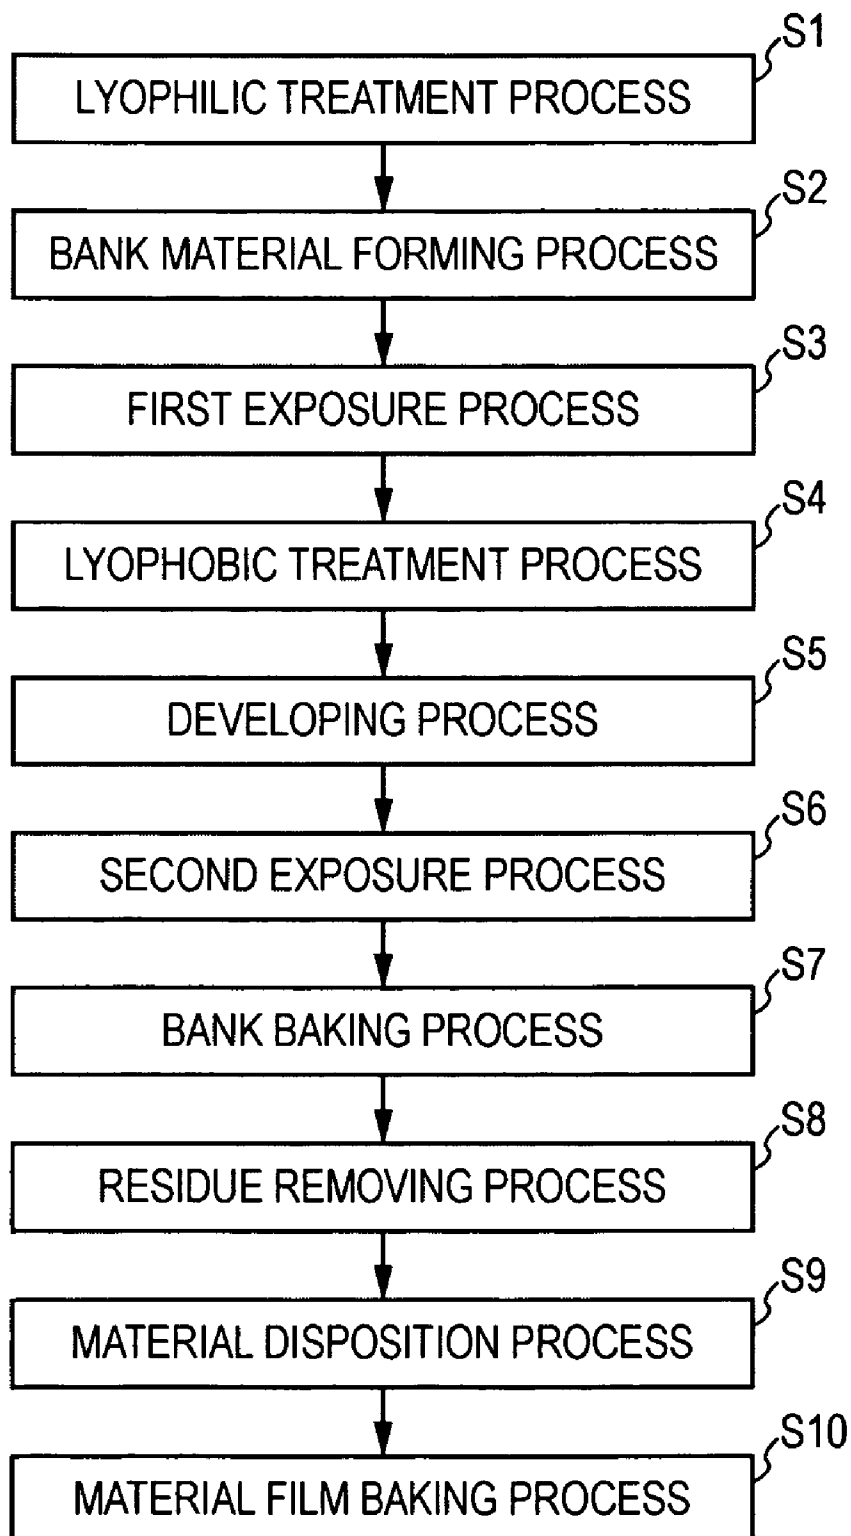 S1
LYOPHILIC TREATMENT PROCESS
S2
BANK MATERIAL FORMING PROCESS
S3
FIRST EXPOSURE PROCESS
S4
LYOPHOBIC TREATMENT PROCESS
S5
DEVELOPING PROCESS
S6
SECOND EXPOSURE PROCESS
S7
BANK BAKING PROCESS
S8
RESIDUE REMOVING PROCESS
S9
MATERIAL DISPOSITION PROCESS
S10
MATERIAL FILM BAKING PROCESS